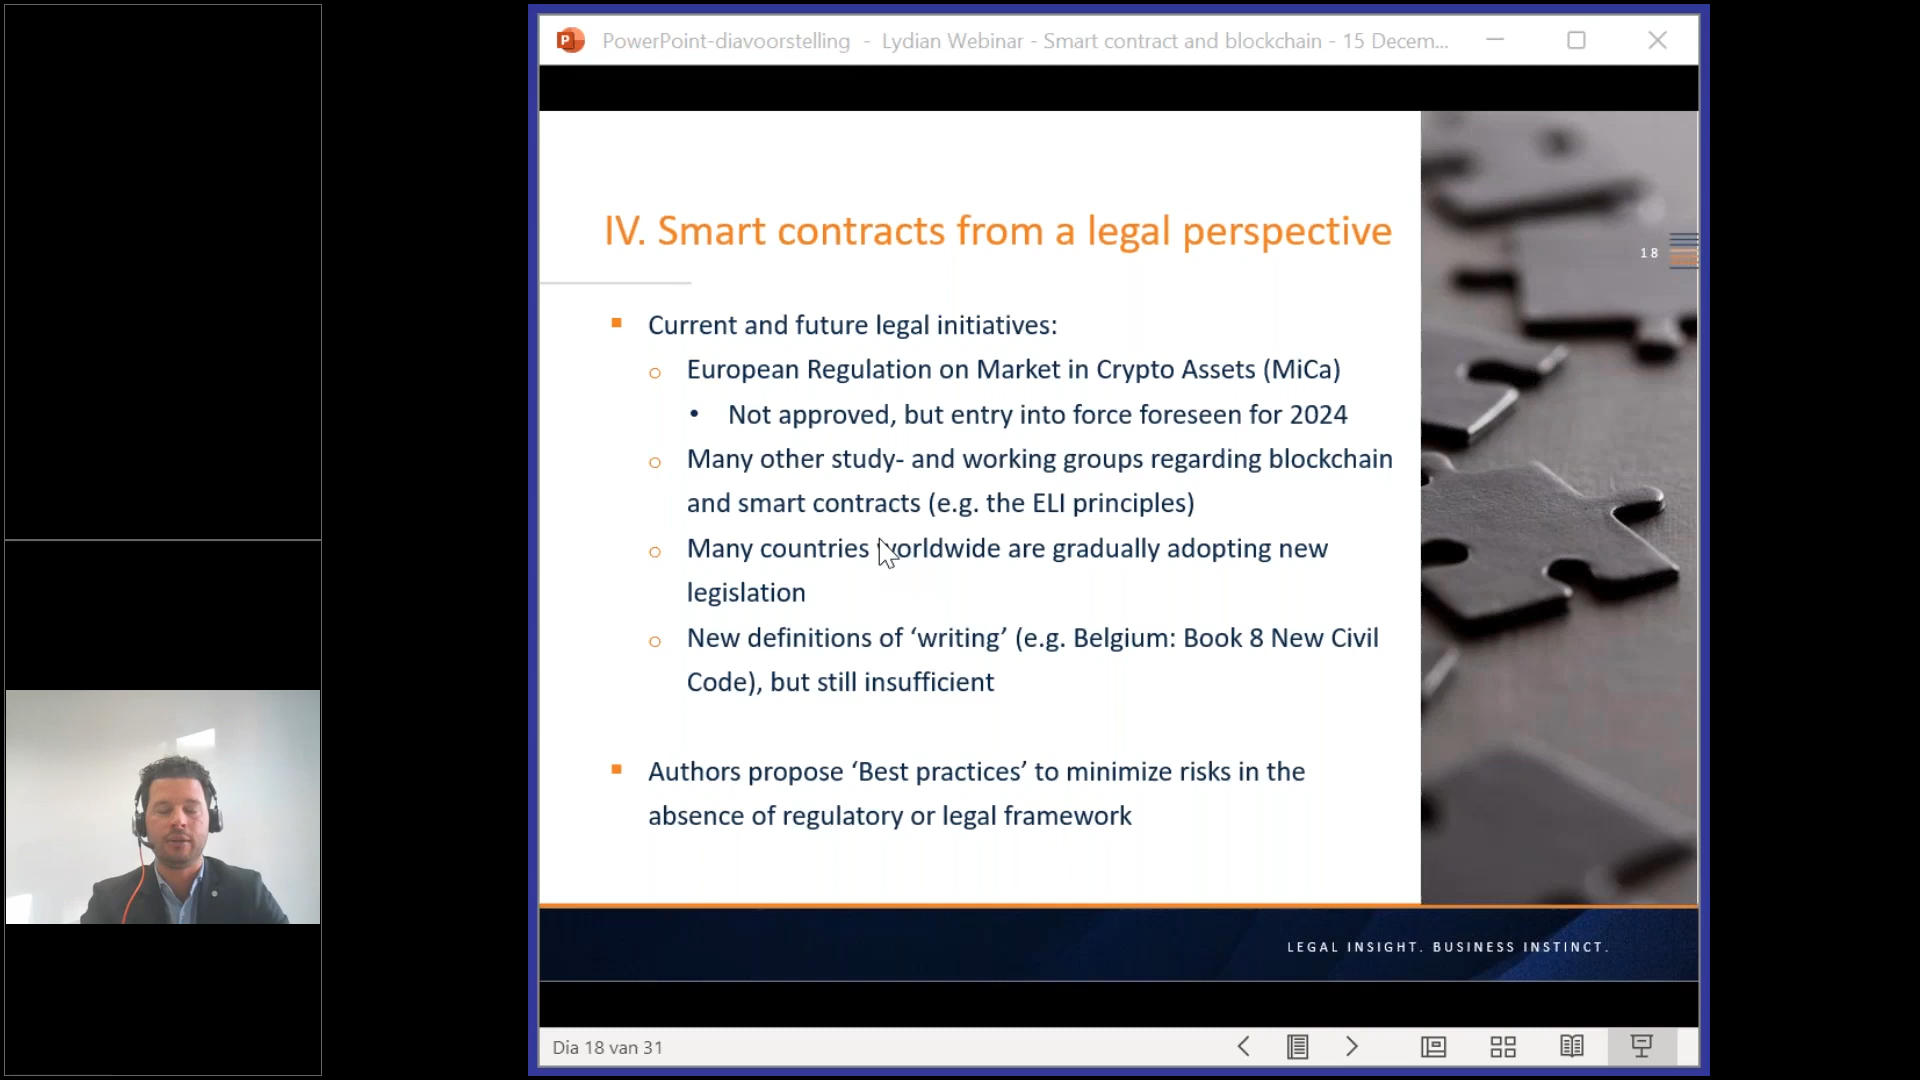 PowerPoint-diavoorstelling - Lydian Webinar - Smart contract and blockchain - 15 Decem...
IV. Smart contracts from a legal perspective
18
Current and future legal initiatives:
European Regulation on Market in Crypto Assets (MiCa)
Not approved, but entry into force foreseen for 2024
Many other study- and working groups regarding blockchain
and smart contracts (e.g. the ELI principles)
Many countries worldwide are gradually adopting new
legislation
New definitions of ‘writing’ (e.g. Belgium: Book 8 New Civil
Code), but still insufficient
Authors propose ‘Best practices’ to minimize risks in the
absence of regulatory or legal framework
LEGAL INSIGHT. BUSINESS INSTINCT.
Dia 18 van 31